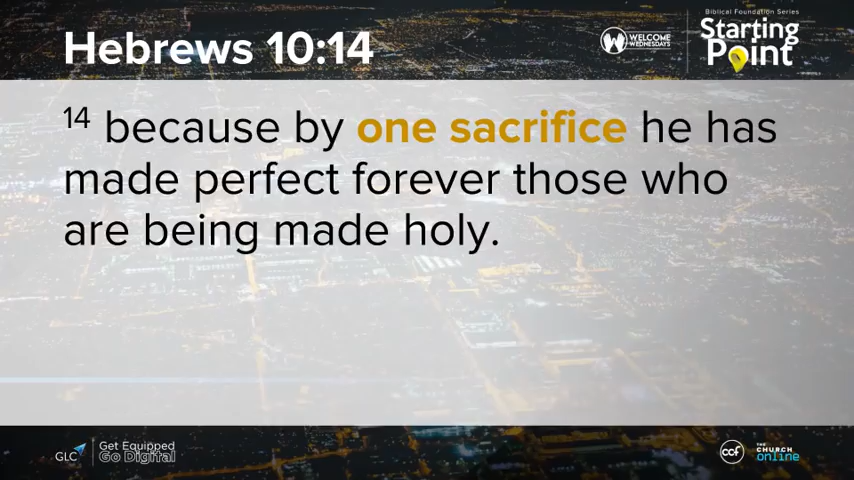 Biblical Foundation Series
Hebrews 10:14
WELCOME
WEDNESDAYS
Starting
Point
14 because by one sacrifice he has
made perfect forever those who
are being made holy.
GLC
Get Equipped
Go Digital
ccf
THE
CHURCH
online